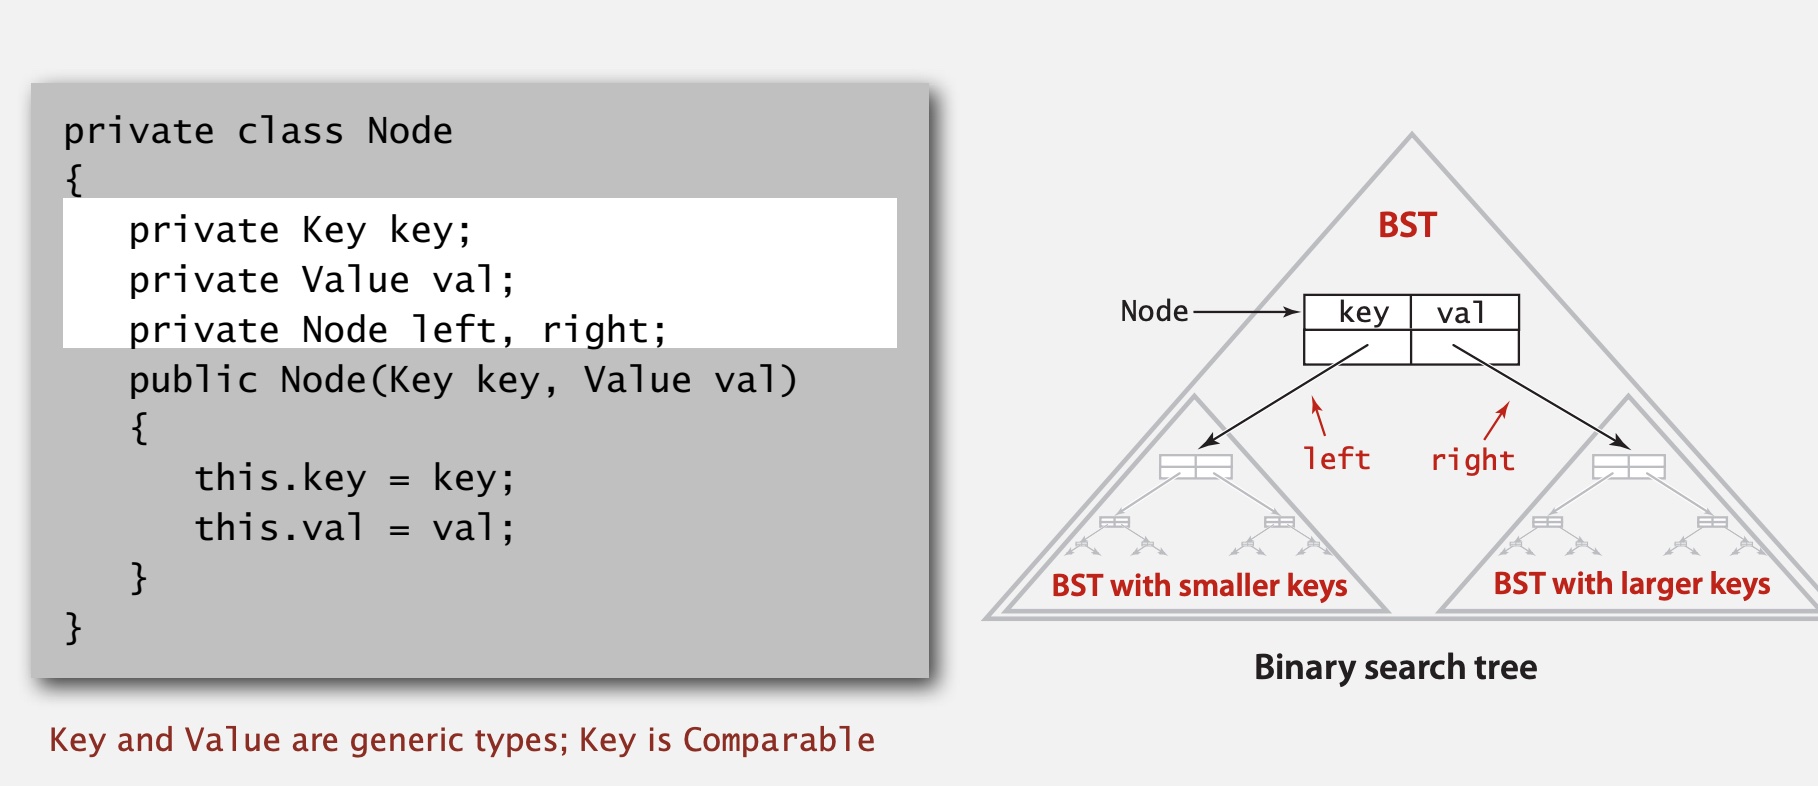 private class Node
{
   private Key key;
   private Value val;
   private Node left, right;
   public Node(Key key, Value val)
   {
      this.key = key;
      this.val = val;
   }
}
Key and Value are generic types; Key is Comparable
BST
Node
key val
left
right
BST with smaller keys
BST with larger keys
Binary search tree